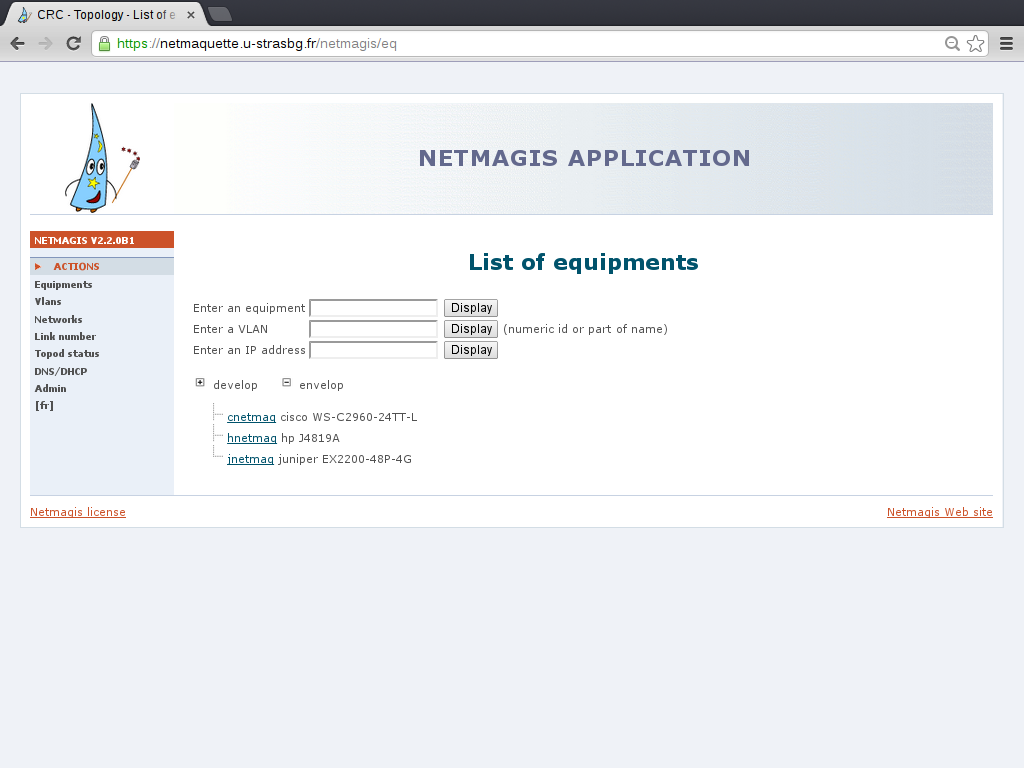 CRC - Topology - List of e
https://netmaquette.u-strasbg.fr/netmagis/eq
NETMAGIS APPLICATION
NETMAGIS V2.2.0B1
ACTIONS
Equipments
Vlans
Networks
Link number
Topod status
DNS/DHCP
Admin
[fr]
List of equipments
Enter an equipment Display
Enter a VLAN Display (numeric id or part of name)
Enter an IP address Display
develop envelop
cnetmaq cisco WS-C2960-24TT-L
hnetmaq hp J4819A
jnetmaq juniper EX2200-48P-4G
Netmagis license Netmagis Web site